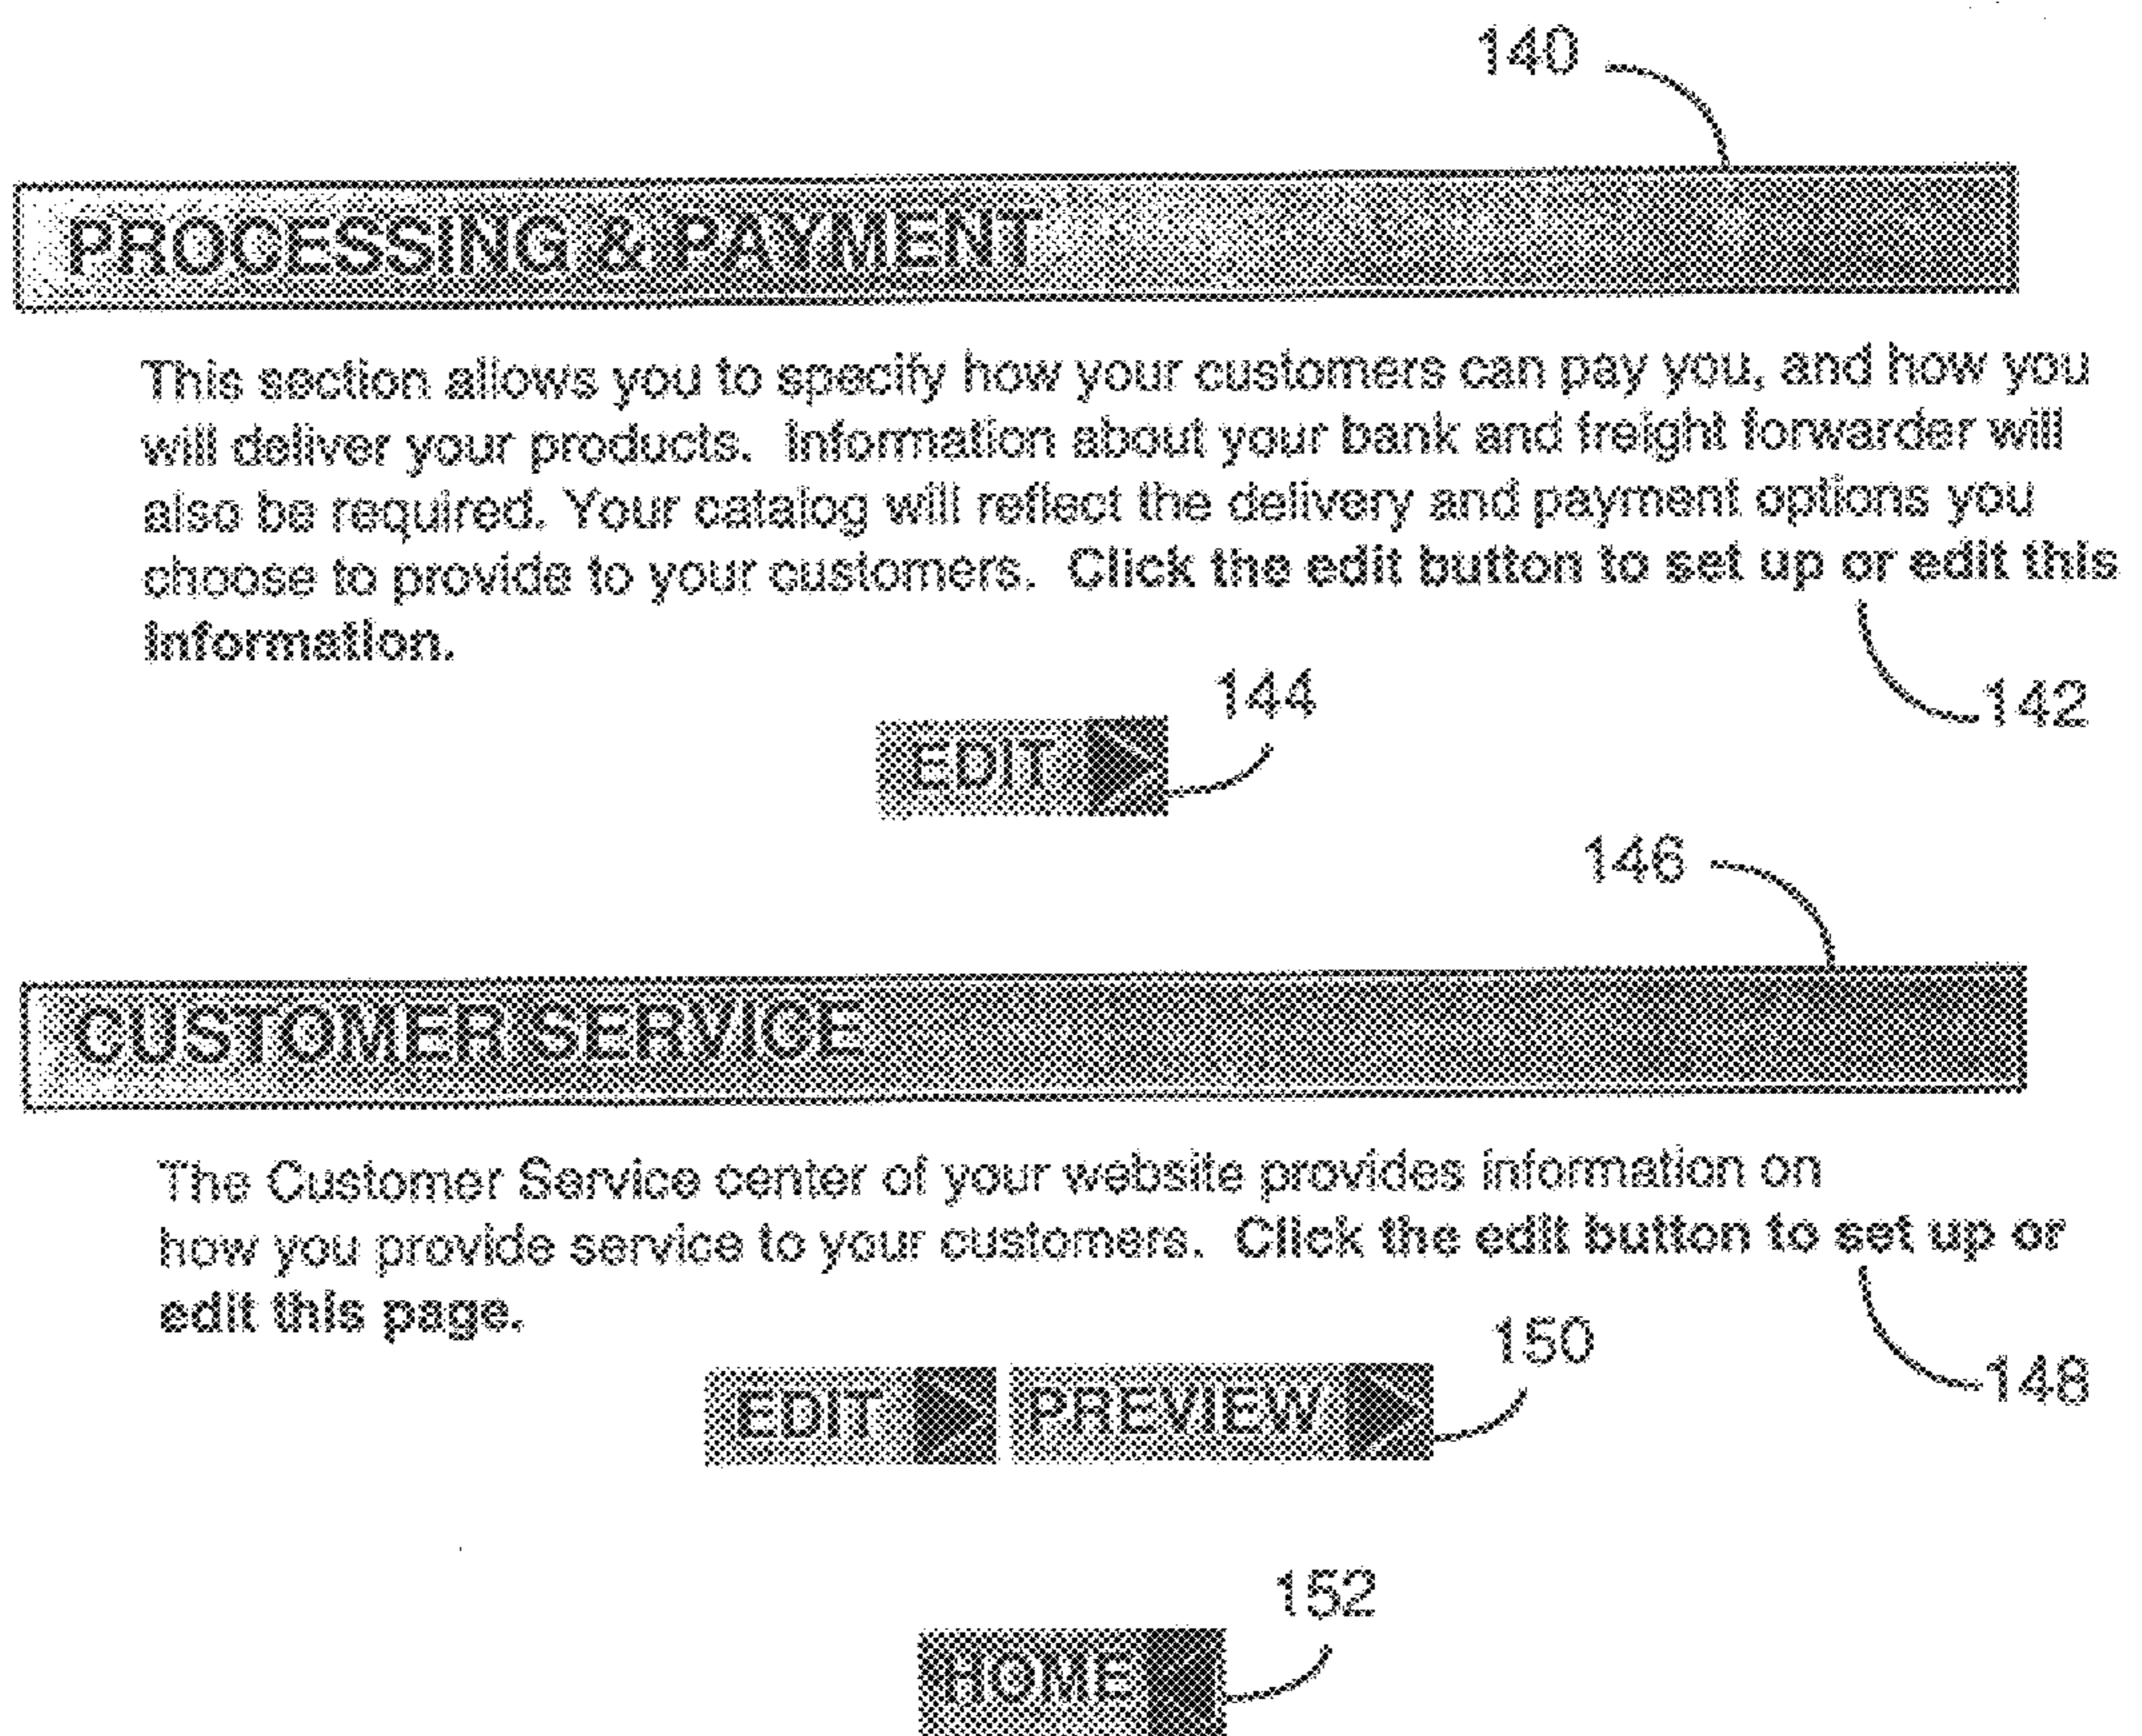 140
PROCESSING & PAYMENT
This section allows you to specify how your customers can pay you, and how you
will deliver your products. Information about your bank and freight forwarder will
also be required. Your catalog will reflect the delivery and payment options you
choose to provide to your customers. Click the edit button to set up or edit this
information.
142
144
EDIT
146
CUSTOMER SERVICE
The Customer Service center of your website provides information on
how you provide service to your customers. Click the edit button to set up or
edit this page.
148
150
EDIT PREVIEW
152
HOME